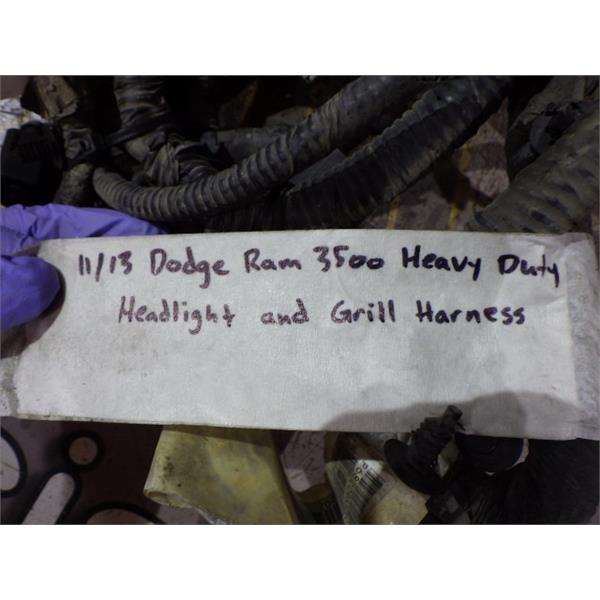 11/13 Dodge Ram 3500 Heavy Duty
Headlight and Grill Harness